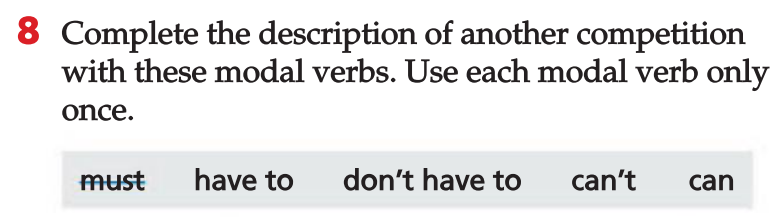 8 Complete the description of another competition
with these modal verbs. Use each modal verb only
once.
must have to don't have to can't can